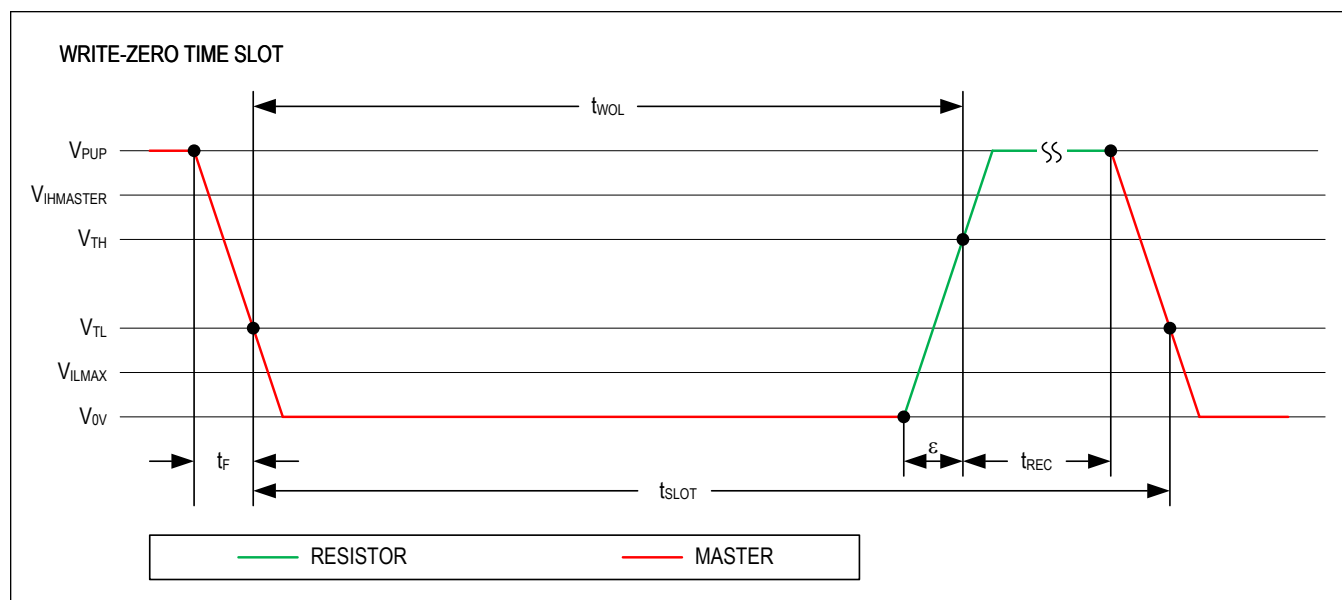 WRITE-ZERO TIME SLOT
tWOL
VPUP
VIHMASTER
VTH
VTL
VILMAX
V0V
tF
ε
tREC
tSLOT
RESISTOR
MASTER